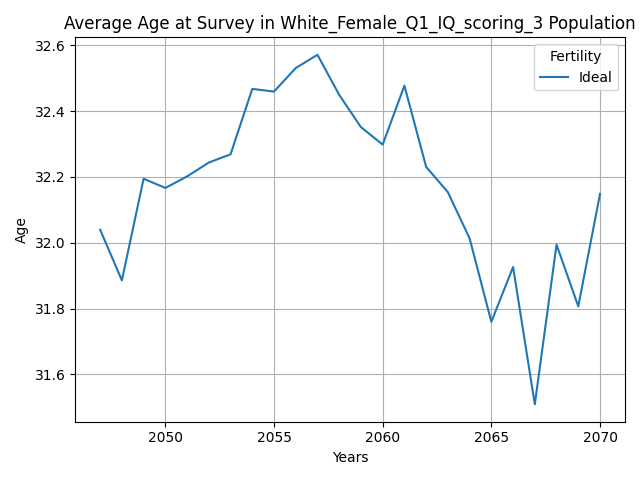 Average Age at Survey in White_Female_Q1_IQ_scoring_3 Population
Fertility
Ideal
32.6
32.4
32.2
32.0
31.8
31.6
Age
2050
2055
2060
2065
2070
Years